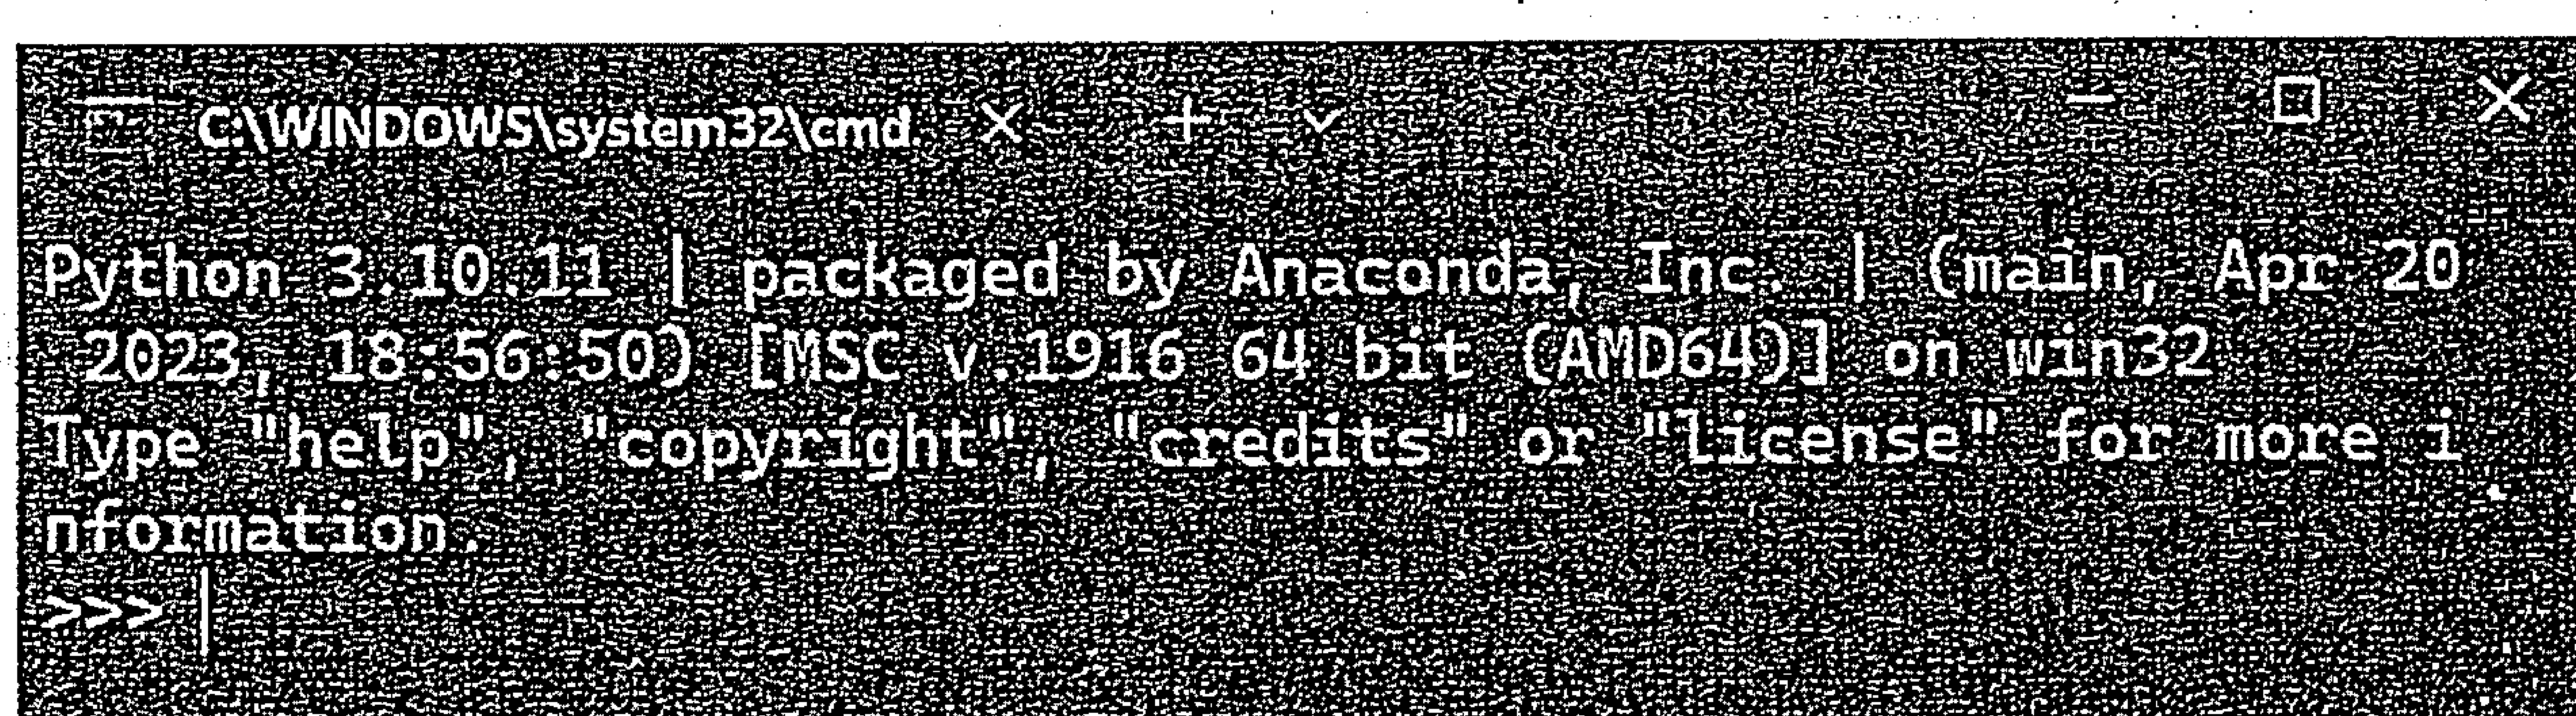 C:\WINDOWS\system32\cmd
Python 3.10.11 | packaged by Anaconda, Inc. | (main, Apr 20
 2023, 18:56:50) [MSC v.1916 64 bit (AMD64)] on win32
Type "help", "copyright", "credits" or "license" for more i
nformation.
>>>